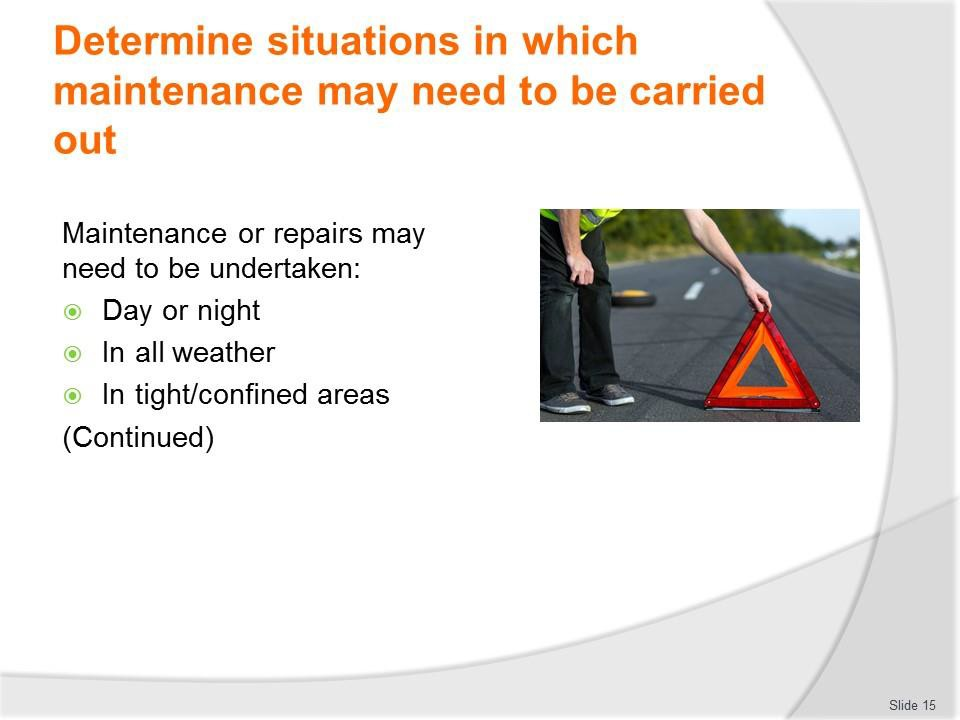 Determine situations in which
maintenance may need to be carried
out
Maintenance or repairs may
need to be undertaken:
Day or night
In all weather
In tight/confined areas
(Continued)
Slide 15